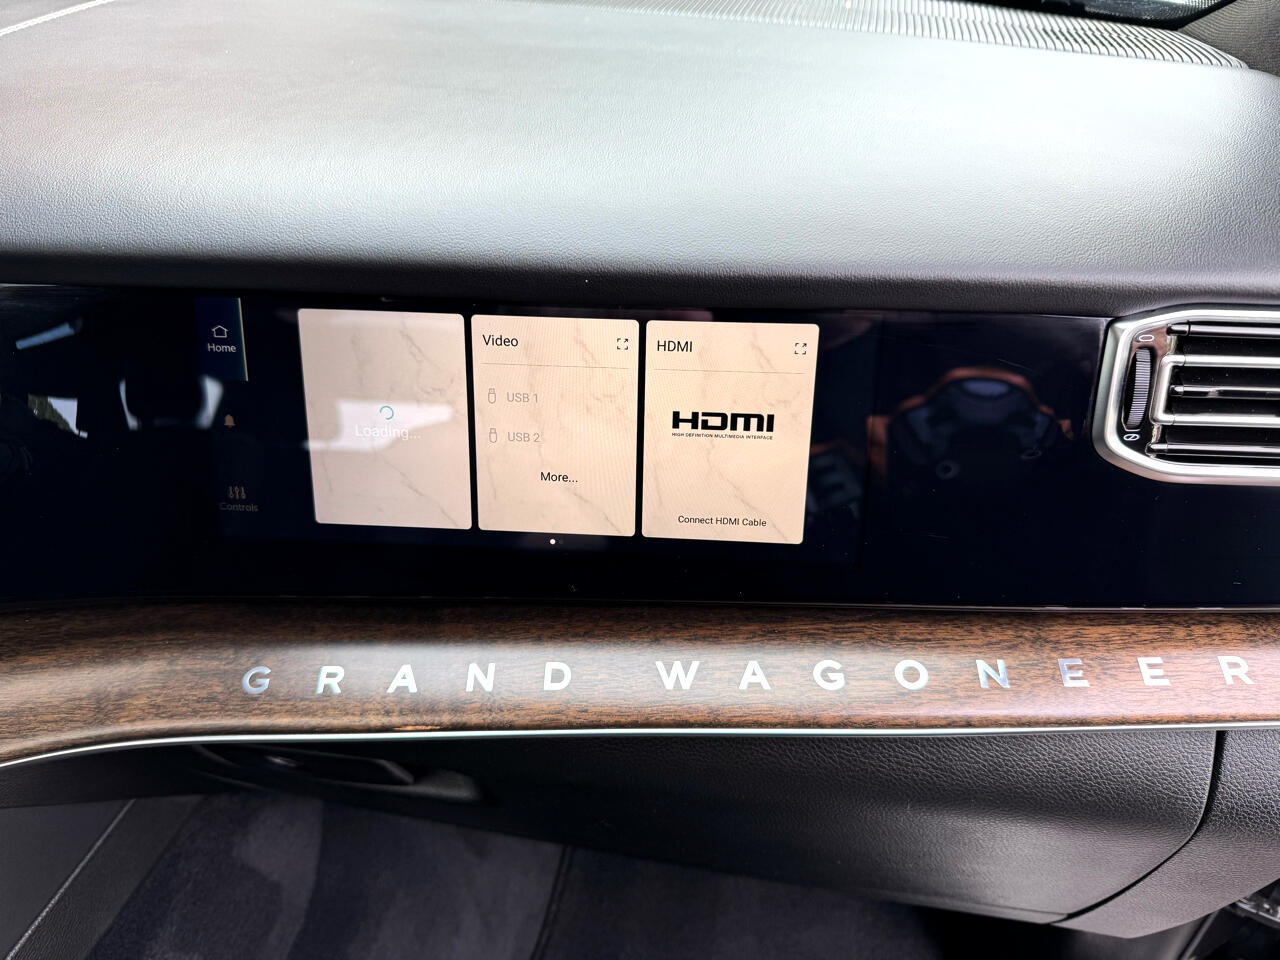 Home
Controls
Loading...
Video
USB 1
USB 2
More...
HDMI
HDMI
HIGH DEFINITION MULTIMEDIA INTERFACE
Connect HDMI Cable
GRAND WAGONEER